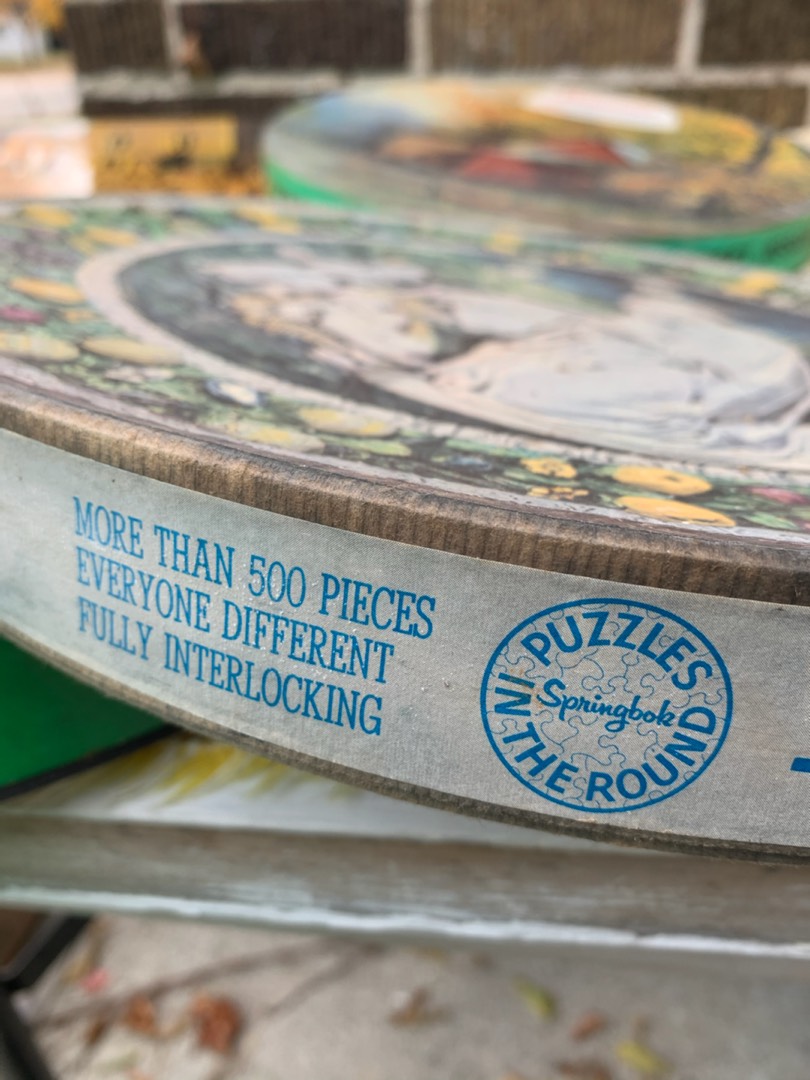 MORE THAN 500 PIECES
EVERYONE DIFFERENT
FULLY INTERLOCKING
PUZZLES
Springbok
IN THE ROUND